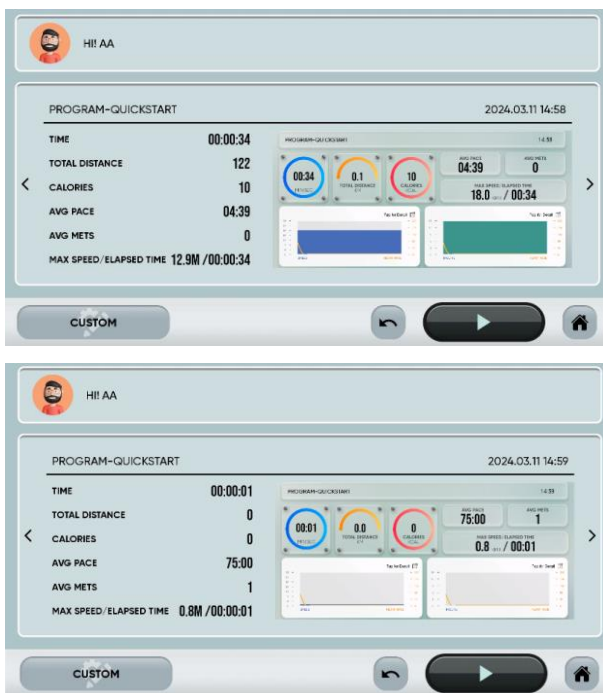 HI! AA
PROGRAM-QUICKSTART 2024.03.11 14:58
TIME 00:00:34
TOTAL DISTANCE 122
CALORIES 10
AVG PACE 04:39
AVG METS 0
MAX SPEED/ELAPSED TIME 12.9M /00:00:34
PROGRAM-QUICKSTART 14:58
00:34
0.1
TOTAL DISTANCE
10
CALORIES
AVG PACE
04:39
AVG METS
0
MAX SPEED/ELAPSED TIME
18.0 / 00:34
CUSTOM
HI! AA
PROGRAM-QUICKSTART 2024.03.11 14:59
TIME 00:00:01
TOTAL DISTANCE 0
CALORIES 0
AVG PACE 75:00
AVG METS 1
MAX SPEED/ELAPSED TIME 0.8M /00:00:01
PROGRAM-QUICKSTART 14:59
00:01
0.0
TOTAL DISTANCE
0
CALORIES
AVG PACE
75:00
AVG METS
1
MAX SPEED/ELAPSED TIME
0.8 / 00:01
CUSTOM